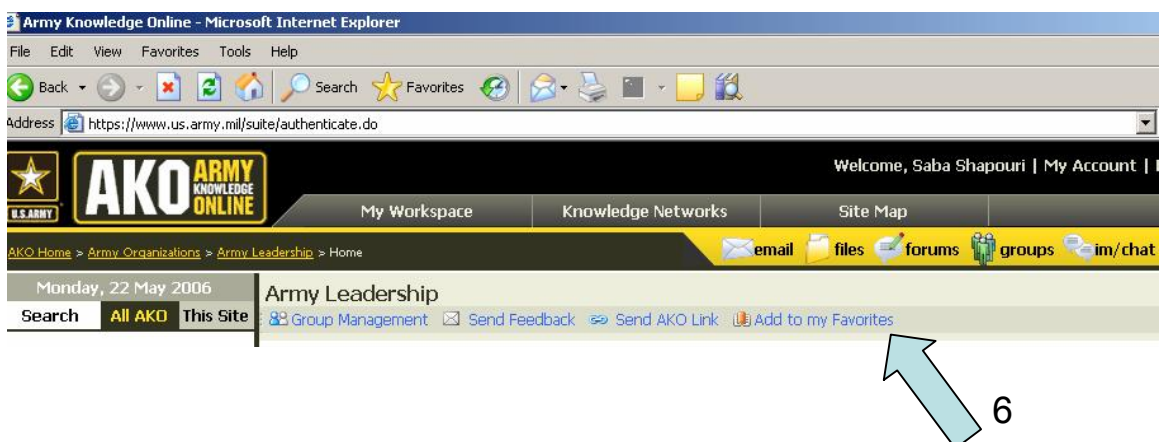 Army Knowledge Online - Microsoft Internet Explorer
File Edit View Favorites Tools Help
Back Search Favorites
Address https://www.us.army.mil/suite/authenticate.do
Welcome, Saba Shapouri | My Account |
U.S.ARMY AKO ARMY KNOWLEDGE ONLINE
My Workspace Knowledge Networks Site Map
AKO Home > Army Organizations > Army Leadership > Home email files forums groups im/chat
Monday, 22 May 2006 Army Leadership
Search All AKO This Site Group Management Send Feedback Send AKO Link Add to my Favorites
6